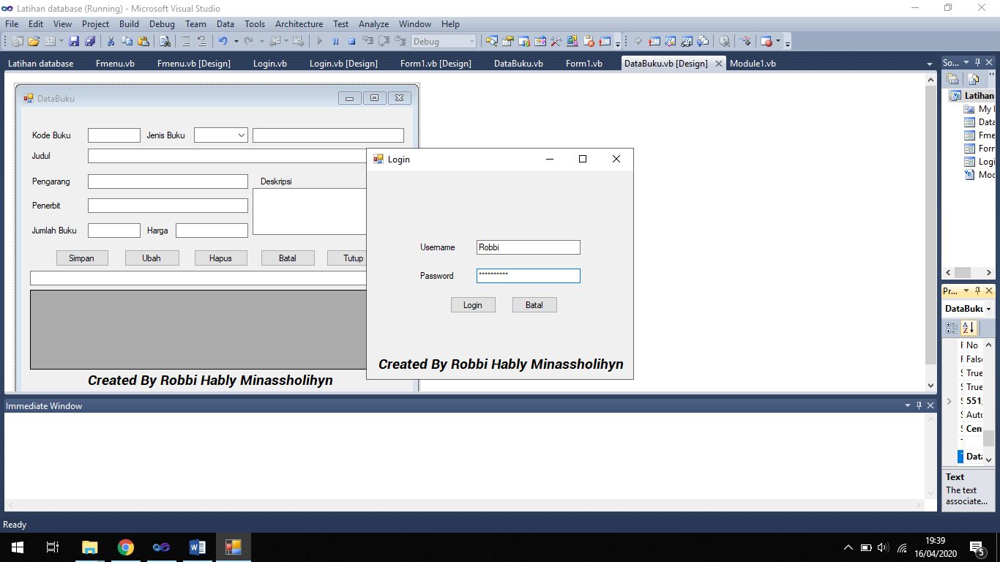 Latihan database (Running) - Microsoft Visual Studio
File Edit View Project Build Debug Team Data Tools Architecture Test Analyze Window Help
Debug
Latihan database Fmenu.vb Fmenu.vb [Design] Login.vb Login.vb [Design] Form1.vb [Design] DataBuku.vb Form1.vb DataBuku.vb [Design] Module1.vb
DataBuku
Kode Buku Jenis Buku
Judul
Pengarang Deskripsi
Penerbit
Jumlah Buku Harga
Simpan Ubah Hapus Batal Tutup
Created By Robbi Hably Minassholihyn
Login
Username Robbi
Password **********
Login Batal
Created By Robbi Hably Minassholihyn
So...
Latihan
My
Data
Fme
Form
Logi
Mod
Pr...
DataBuku
No
False
True
True
551;
Auto
Cen
Data
Text
The text
associate...
Immediate Window
Ready
19:39
16/04/2020
5